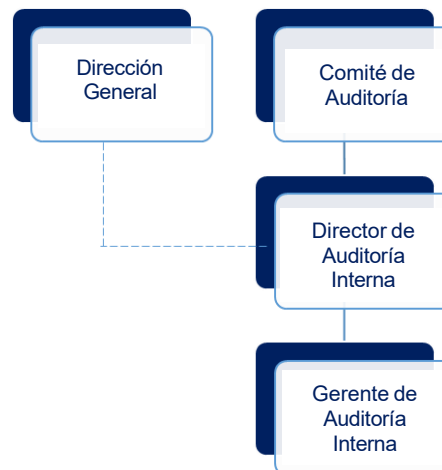 Dirección
General
Comité de
Auditoría
Director de
Auditoría
Interna
Gerente de
Auditoría
Interna